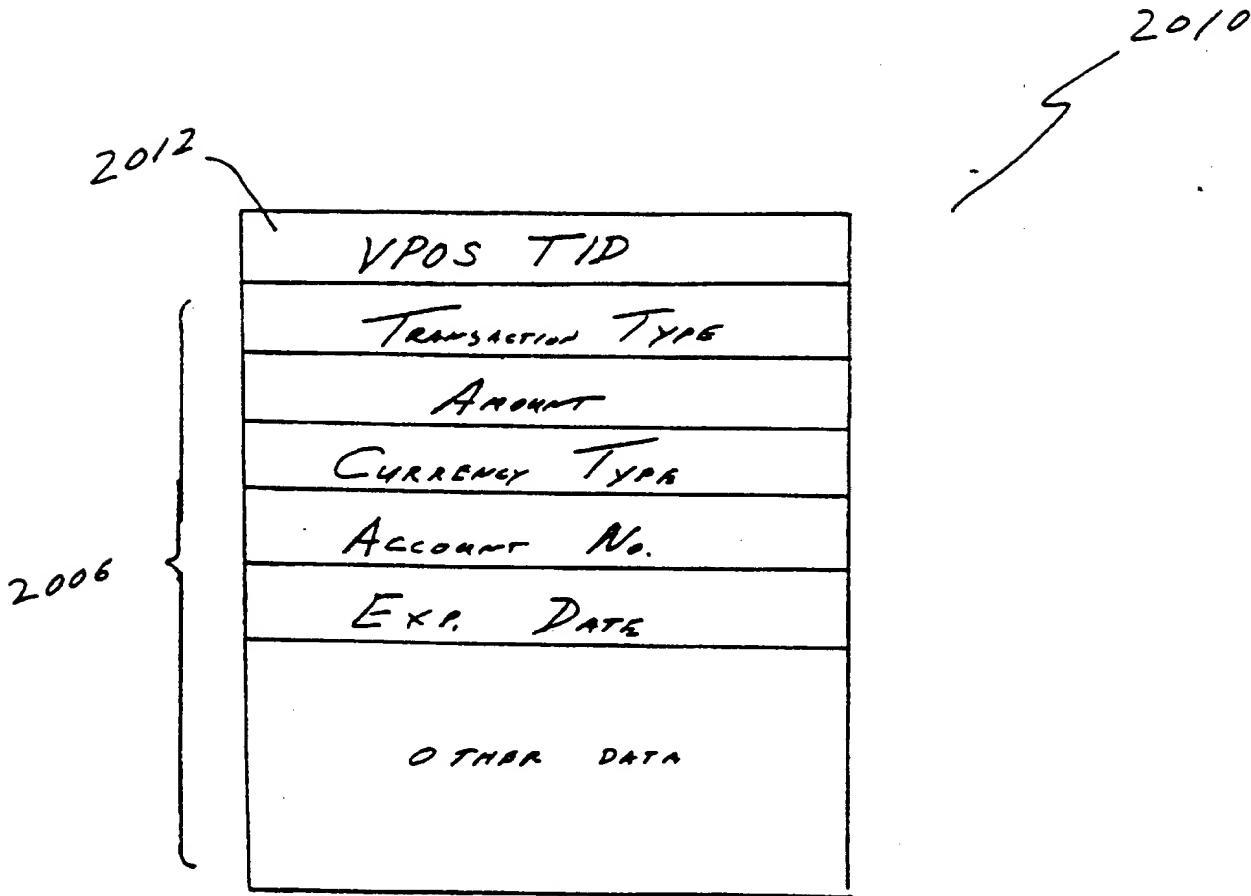 2010
2012
VPOS TID
TRANSACTION TYPE
AMOUNT
CURRENCY TYPE
ACCOUNT NO.
2006
EXP. DATE
OTHER DATA